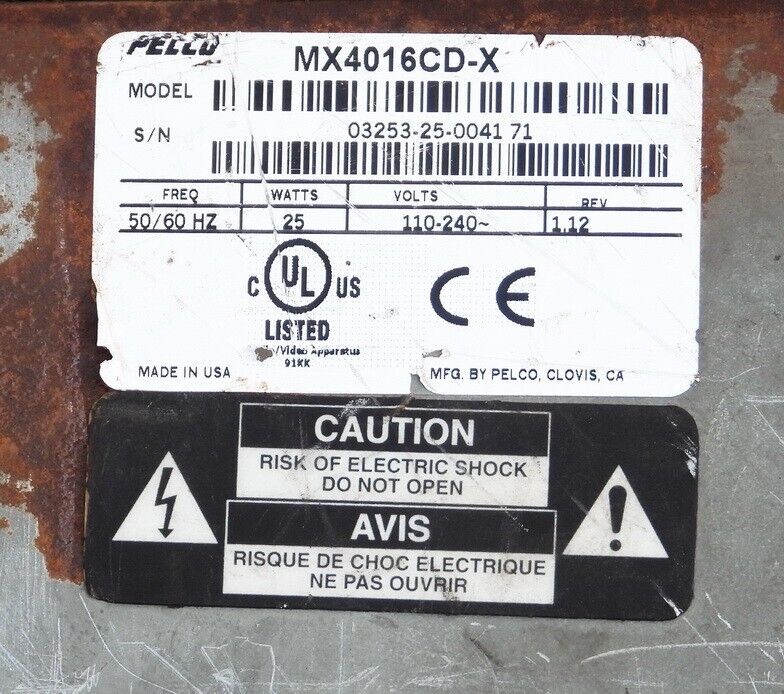 PELCO
MX4016CD-X
MODEL
S/N 03253-25-0041 71
FREQ WATTS VOLTS REV
50/60 HZ 25 110-240~ 1.12
C UL US
LISTED
/Video Apparatus
91KK
CE
MADE IN USA MFG. BY PELCO, CLOVIS, CA
CAUTION
RISK OF ELECTRIC SHOCK
DO NOT OPEN
AVIS
RISQUE DE CHOC ELECTRIQUE
NE PAS OUVRIR